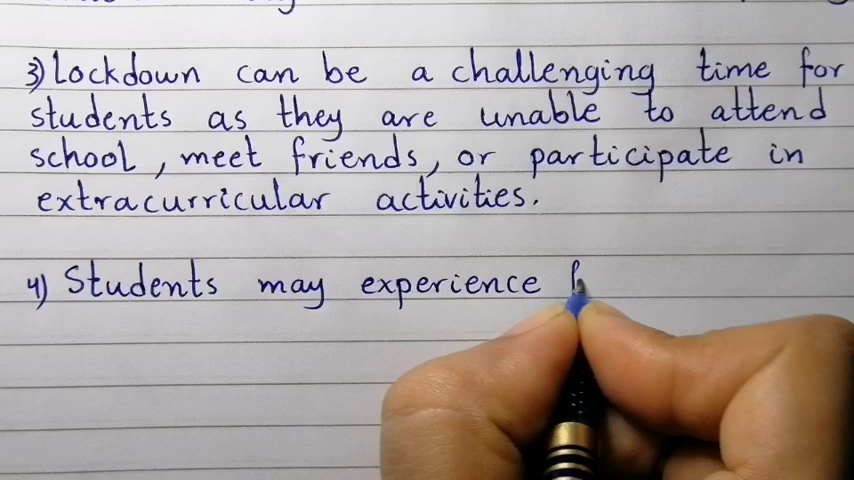 3) Lockdown can be a challenging time for
students as they are unable to attend
school, meet friends, or participate in
extracurricular activities.
4) Students may experience